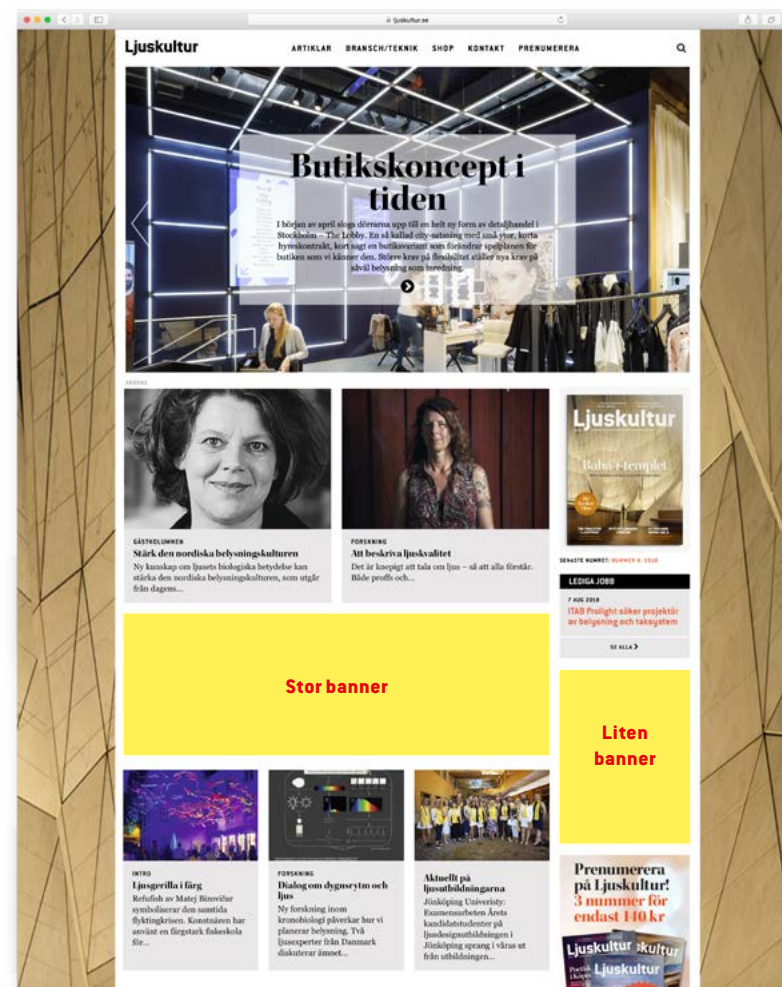 ljuskultur.se
Ljuskultur
ARTIKLAR BRANSCH/TEKNIK SHOP KONTAKT PRENUMERERA
Butikskoncept i
tiden
I början av april slogs dörrarna upp till en helt ny form av detaljhandel i
Stockholm – The Lobby. En så kallad city-satsning med små ytor, korta
hyreskontrakt, kort sagt en butiksvariant som förändrar spelplanen för
butiken som vi känner den. Större krav på flexibilitet ställer nya krav på
såväl belysning som inredning.
ANNONS
GÄSTKOLUMNEN
Stärk den nordiska belysningskulturen
Ny kunskap om ljusets biologiska betydelse kan
stärka den nordiska belysningskulturen, som utgår
från dagens...
FORSKNING
Att beskriva ljuskvalitet
Det är knepigt att tala om ljus – så att alla förstår.
Både proffs och...
Ljuskultur
Bahá'í-templet
SENASTE NUMRET: NUMMER 4, 2018
LEDIGA JOBB
7 AUG 2018
ITAB Prolight söker projektör
av belysning och taksystem
SE ALLA
Stor banner
Liten
banner
INTRO
Ljusgerilla i färg
Refofish av Matej Bizovičar
symboliserar den samtida
flyktingkrisen. Konstnären har
använt en färgstark fiskeskola
för...
FORSKNING
Dialog om dygnsrytm och
ljus
Ny forskning inom
kronobiologi påverkar hur vi
planerar belysning. Två
ljusexperter från Danmark
diskuterar ämnet...
Aktuellt på
ljusutbildningarna
Jönköping Univeristy:
Examensarbeten Årets
kandidatstudenter på
ljusdesignutbildningen i
Jönköping sprang i våras ut
från utbildningen...
Prenumerera
på Ljuskultur!
3 nummer för
endast 140 kr
Ljuskultur
Ljuskultur